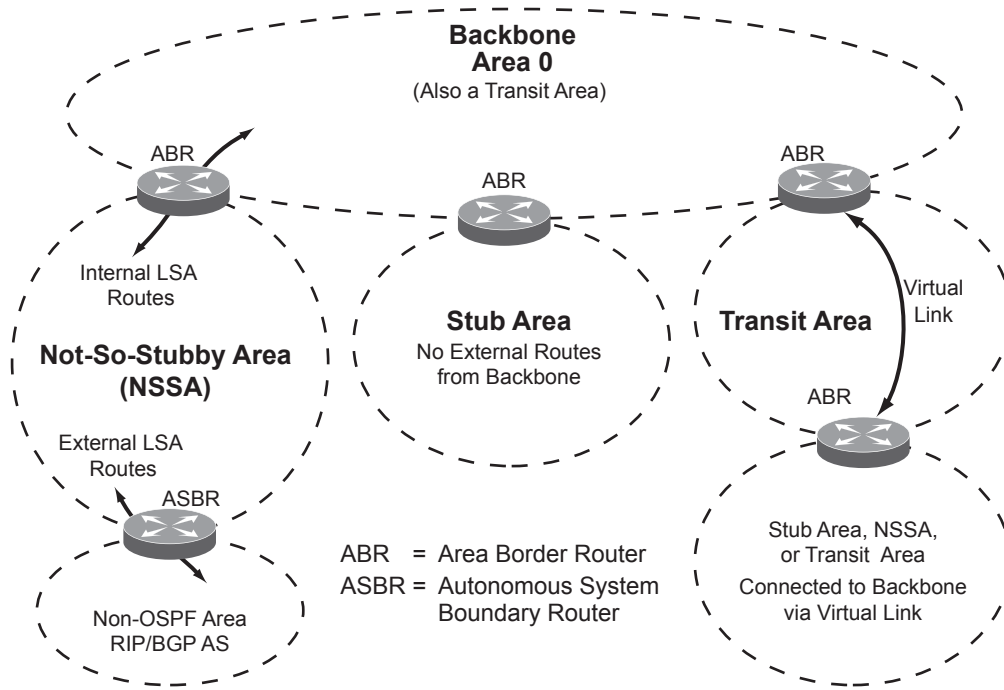 Backbone
Area 0
(Also a Transit Area)
ABR
ABR
ABR
Internal LSA
Routes
Not-So-Stubby Area
(NSSA)
External LSA
Routes
ASBR
Stub Area
No External Routes
from Backbone
Transit Area
Virtual
Link
ABR
Non-OSPF Area
RIP/BGP AS
ABR = Area Border Router
ASBR = Autonomous System
Boundary Router
Stub Area, NSSA,
or Transit Area
Connected to Backbone
via Virtual Link